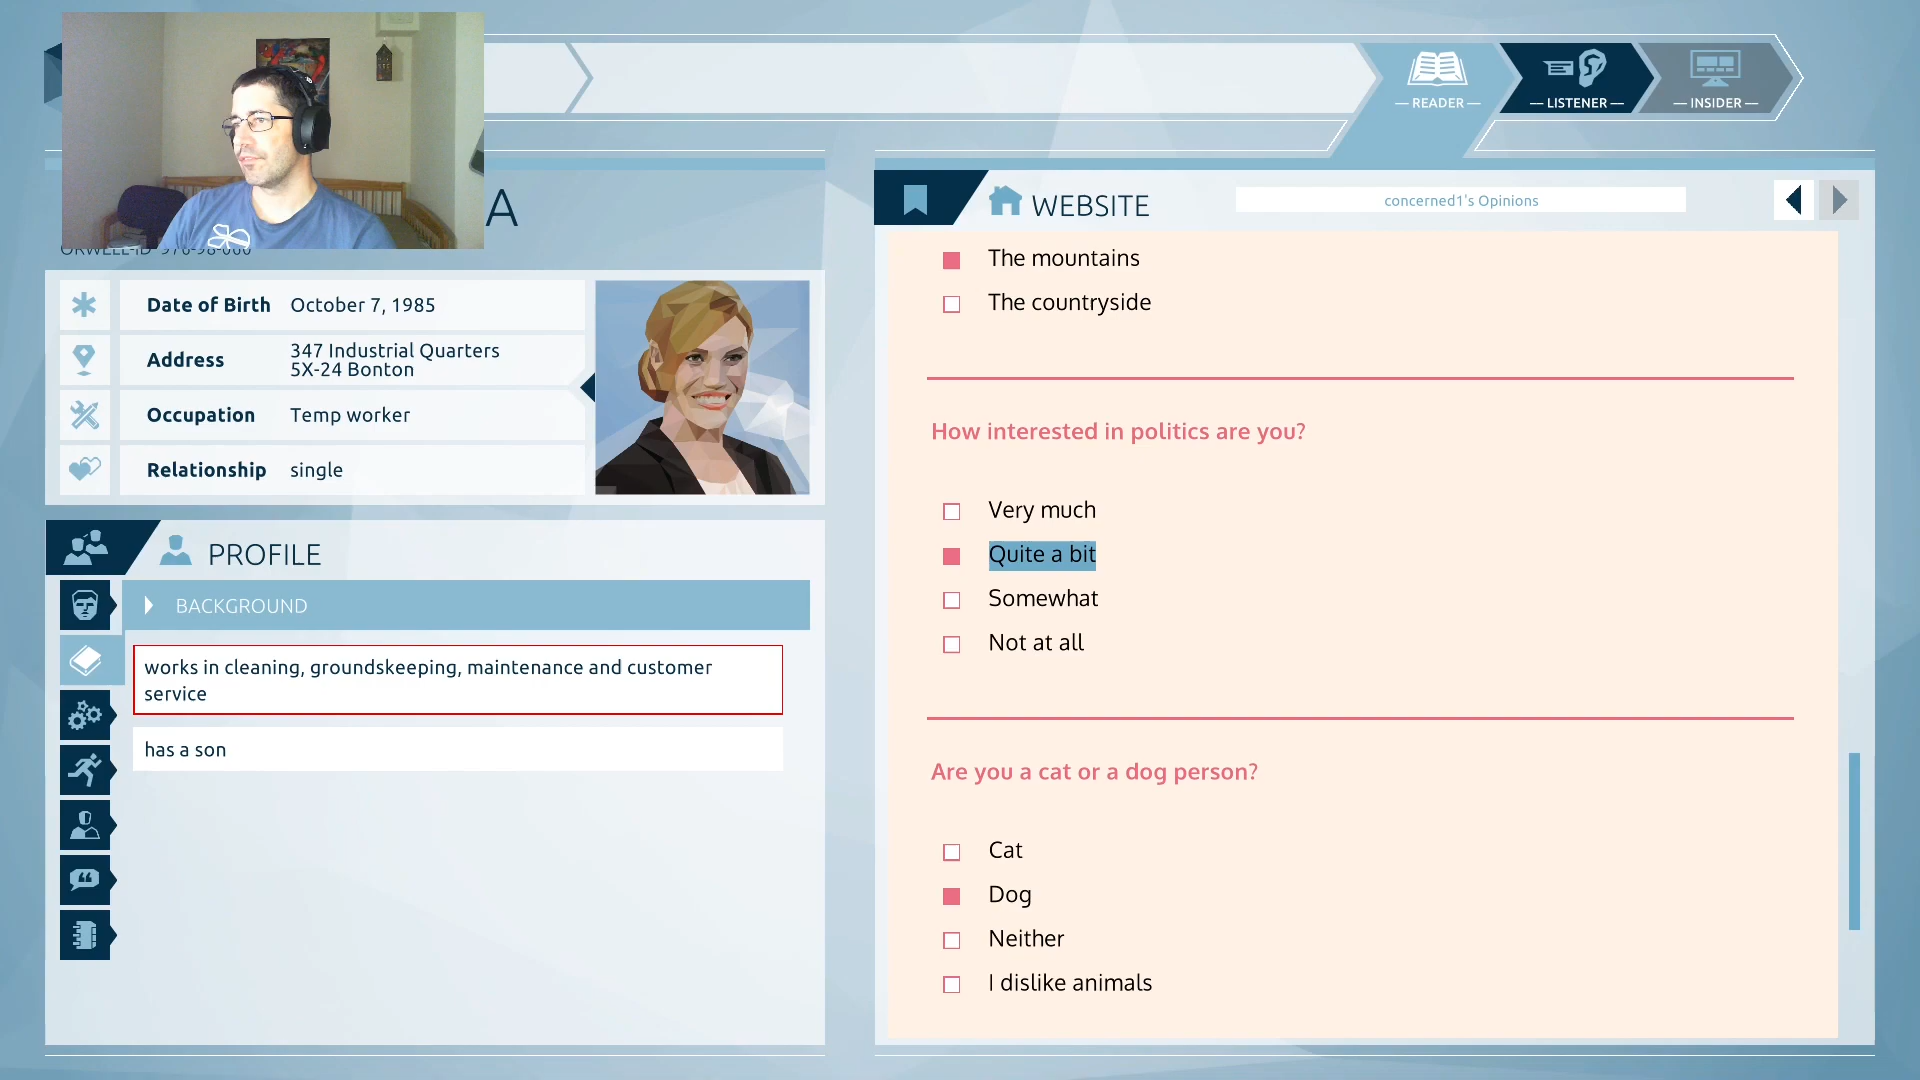 READER
LISTENER
INSIDER
A
WEBSITE
concerned1's Opinions
Date of Birth October 7, 1985
Address 347 Industrial Quarters
5X-24 Bonton
Occupation Temp worker
Relationship single
PROFILE
BACKGROUND
works in cleaning, groundskeeping, maintenance and customer
service
has a son
The mountains
The countryside
How interested in politics are you?
Very much
Quite a bit
Somewhat
Not at all
Are you a cat or a dog person?
Cat
Dog
Neither
I dislike animals